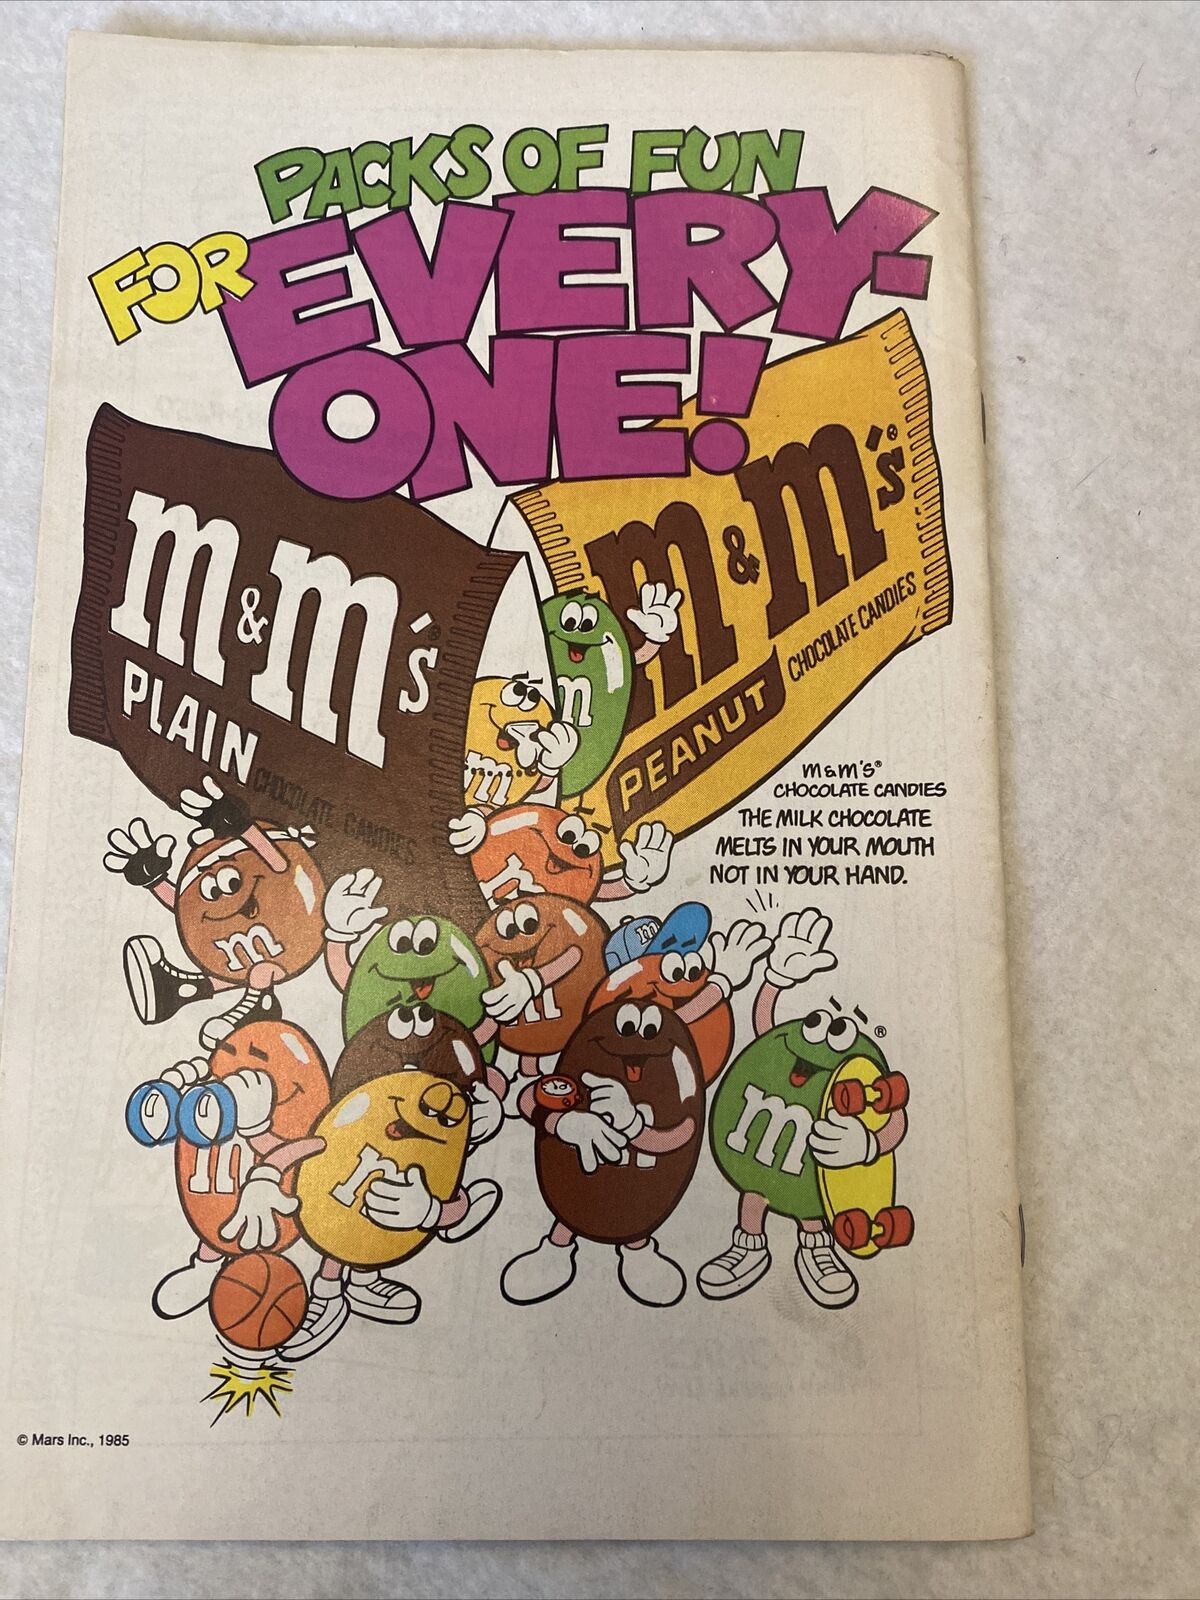 PACKS OF FUN
FOR EVERY-
ONE!
m&m's®
PLAIN
CHOCOLATE CANDIES
m&m's®
PEANUT
CHOCOLATE CANDIES
M&M'S®
CHOCOLATE CANDIES
THE MILK CHOCOLATE
MELTS IN YOUR MOUTH
NOT IN YOUR HAND.
m
m
m
m
m
m
m
m
m
®
© Mars Inc., 1985